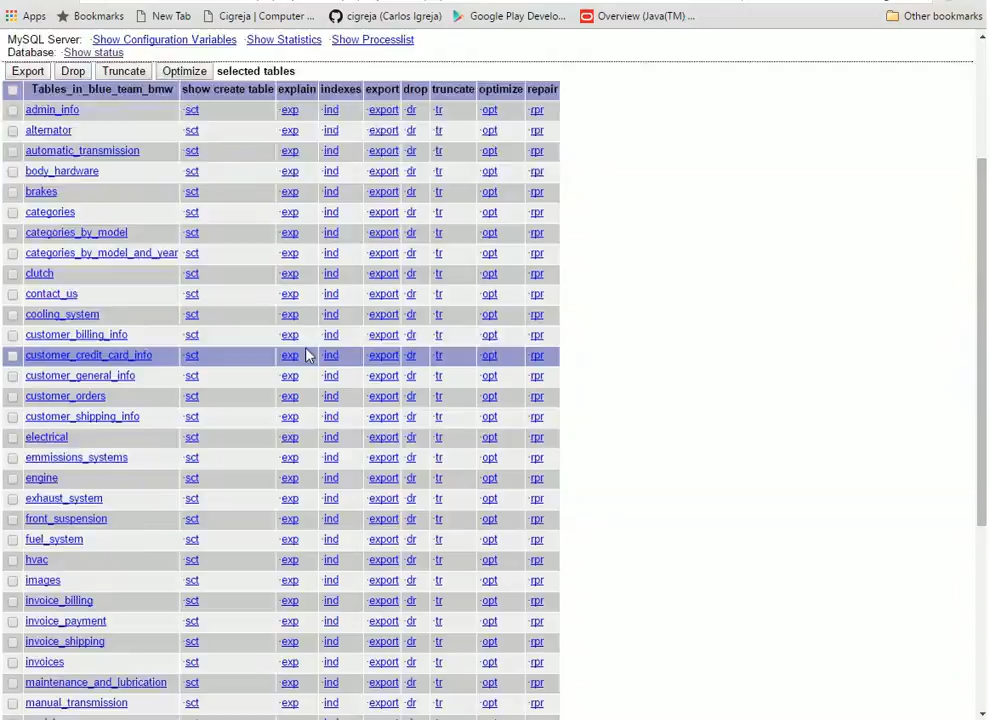 Apps Bookmarks New Tab Cigreja | Computer ... cigreja (Carlos Igreja) Google Play Develo... Overview (Java(TM) ... Other bookmarks
MySQL Server: ·Show Configuration Variables ·Show Statistics ·Show Processlist
Database: ·Show status
Export Drop Truncate Optimize selected tables
Tables_in_blue_team_bmw show create table explain indexes export drop truncate optimize repair
admin_info ·sct ·exp ·ind ·export ·dr ·tr ·opt ·rpr
alternator ·sct ·exp ·ind ·export ·dr ·tr ·opt ·rpr
automatic_transmission ·sct ·exp ·ind ·export ·dr ·tr ·opt ·rpr
body_hardware ·sct ·exp ·ind ·export ·dr ·tr ·opt ·rpr
brakes ·sct ·exp ·ind ·export ·dr ·tr ·opt ·rpr
categories ·sct ·exp ·ind ·export ·dr ·tr ·opt ·rpr
categories_by_model ·sct ·exp ·ind ·export ·dr ·tr ·opt ·rpr
categories_by_model_and_year ·sct ·exp ·ind ·export ·dr ·tr ·opt ·rpr
clutch ·sct ·exp ·ind ·export ·dr ·tr ·opt ·rpr
contact_us ·sct ·exp ·ind ·export ·dr ·tr ·opt ·rpr
cooling_system ·sct ·exp ·ind ·export ·dr ·tr ·opt ·rpr
customer_billing_info ·sct ·exp ·ind ·export ·dr ·tr ·opt ·rpr
customer_credit_card_info ·sct ·exp ·ind ·export ·dr ·tr ·opt ·rpr
customer_general_info ·sct ·exp ·ind ·export ·dr ·tr ·opt ·rpr
customer_orders ·sct ·exp ·ind ·export ·dr ·tr ·opt ·rpr
customer_shipping_info ·sct ·exp ·ind ·export ·dr ·tr ·opt ·rpr
electrical ·sct ·exp ·ind ·export ·dr ·tr ·opt ·rpr
emmissions_systems ·sct ·exp ·ind ·export ·dr ·tr ·opt ·rpr
engine ·sct ·exp ·ind ·export ·dr ·tr ·opt ·rpr
exhaust_system ·sct ·exp ·ind ·export ·dr ·tr ·opt ·rpr
front_suspension ·sct ·exp ·ind ·export ·dr ·tr ·opt ·rpr
fuel_system ·sct ·exp ·ind ·export ·dr ·tr ·opt ·rpr
hvac ·sct ·exp ·ind ·export ·dr ·tr ·opt ·rpr
images ·sct ·exp ·ind ·export ·dr ·tr ·opt ·rpr
invoice_billing ·sct ·exp ·ind ·export ·dr ·tr ·opt ·rpr
invoice_payment ·sct ·exp ·ind ·export ·dr ·tr ·opt ·rpr
invoice_shipping ·sct ·exp ·ind ·export ·dr ·tr ·opt ·rpr
invoices ·sct ·exp ·ind ·export ·dr ·tr ·opt ·rpr
maintenance_and_lubrication ·sct ·exp ·ind ·export ·dr ·tr ·opt ·rpr
manual_transmission ·sct ·exp ·ind ·export ·dr ·tr ·opt ·rpr